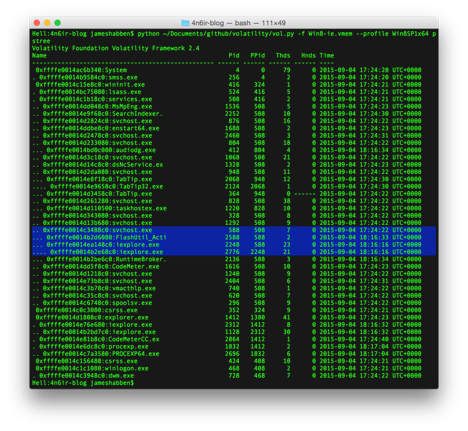 4n6ir-blog — bash — 111×49
Hell:4n6ir-blog jameshabben$ python ~/Documents/github/volatility/vol.py -f Win8-ie.vmem --profile Win8SP1x64 p
stree
Volatility Foundation Volatility Framework 2.4
Name Pid PPid Thds Hnds Time
0xffffe0014ac6b340:System 4 0 79 0 2015-09-04 17:24:20 UTC+0000
. 0xffffe0014b9584c0:smss.exe 256 4 2 0 2015-09-04 17:24:20 UTC+0000
0xffffe0014c15e8c0:wininit.exe 416 324 1 0 2015-09-04 17:24:21 UTC+0000
. 0xffffe0014bc75080:lsass.exe 524 416 5 0 2015-09-04 17:24:21 UTC+0000
. 0xffffe0014c1b18c0:services.exe 508 416 2 0 2015-09-04 17:24:21 UTC+0000
.. 0xffffe0014dd048c0:MsMpEng.exe 1536 508 5 0 2015-09-04 17:24:23 UTC+0000
.. 0xffffe0014e9f68c0:SearchIndexer. 2252 508 10 0 2015-09-04 17:24:30 UTC+0000
.. 0xffffe0014d2824c0:svchost.exe 876 508 16 0 2015-09-04 17:24:22 UTC+0000
.. 0xffffe0014ddbe8c0:enstart64.exe 1688 508 2 0 2015-09-04 17:24:23 UTC+0000
.. 0xffffe0014d2478c0:svchost.exe 2460 508 3 0 2015-09-04 17:24:31 UTC+0000
.. 0xffffe0014d233080:svchost.exe 804 508 18 0 2015-09-04 17:24:22 UTC+0000
... 0xffffe0014bd0c080:audiodg.exe 412 804 4 0 2015-09-04 18:16:34 UTC+0000
.. 0xffffe0014d3c18c0:svchost.exe 1068 508 21 0 2015-09-04 17:24:22 UTC+0000
.. 0xffffe0014d14c8c0:dsNcService.ex 1328 508 2 0 2015-09-04 17:24:23 UTC+0000
.. 0xffffe0014d2da080:svchost.exe 948 508 11 0 2015-09-04 17:24:22 UTC+0000
... 0xffffe0014e6f18c0:TabTip.exe 2068 948 12 0 2015-09-04 17:24:30 UTC+0000
.... 0xffffe0014e9658c0:TabTip32.exe 2124 2068 1 0 2015-09-04 17:24:30 UTC+0000
... 0xffffe0014d3458c0:TabTip.exe 364 948 0 ------ 2015-09-04 17:24:22 UTC+0000
.. 0xffffe0014d261280:svchost.exe 828 508 38 0 2015-09-04 17:24:22 UTC+0000
... 0xffffe0014d110500:taskhostex.exe 1220 828 10 0 2015-09-04 17:24:22 UTC+0000
.. 0xffffe0014d343080:svchost.exe 328 508 8 0 2015-09-04 17:24:22 UTC+0000
.. 0xffffe0014d13b680:svchost.exe 1292 508 9 0 2015-09-04 17:24:22 UTC+0000
.. 0xffffe0014c3488c0:svchost.exe 588 508 7 0 2015-09-04 17:24:22 UTC+0000
... 0xffffe0014b2d6080:FlashUtil_Acti 2588 588 5 0 2015-09-04 18:16:33 UTC+0000
... 0xffffe0014ea148c0:iexplore.exe 2248 588 23 0 2015-09-04 18:16:16 UTC+0000
.... 0xffffe0014b2e68c0:iexplore.exe 2776 2248 21 0 2015-09-04 18:16:16 UTC+0000
... 0xffffe0014b2be6c0:RuntimeBroker. 2136 588 3 0 2015-09-04 18:16:34 UTC+0000
.. 0xffffe0014dd5f8c0:CodeMeter.exe 1616 508 10 0 2015-09-04 17:24:23 UTC+0000
.. 0xffffe0014d1218c0:svchost.exe 1240 508 9 0 2015-09-04 17:24:22 UTC+0000
.. 0xffffe0014e73b8c0:svchost.exe 2404 508 6 0 2015-09-04 17:24:31 UTC+0000
.. 0xffffe0014c3b70c0:vmacthlp.exe 740 508 1 0 2015-09-04 17:24:22 UTC+0000
.. 0xffffe0014c35c8c0:svchost.exe 620 508 7 0 2015-09-04 17:24:22 UTC+0000
.. 0xffffe0014c6748c0:spoolsv.exe 296 508 9 0 2015-09-04 17:24:22 UTC+0000
0xffffe0014c0c3080:csrss.exe 352 324 9 0 2015-09-04 17:24:21 UTC+0000
0xffffe0014d1808c0:explorer.exe 1412 1380 41 0 2015-09-04 17:24:23 UTC+0000
. 0xffffe0014e76e680:iexplore.exe 2312 1412 8 0 2015-09-04 18:16:32 UTC+0000
.. 0xffffe0014b2bd7c0:iexplore.exe 1128 2312 30 0 2015-09-04 18:16:32 UTC+0000
. 0xffffe0014e81b8c0:CodeMeterCC.ex 2864 1412 1 0 2015-09-04 17:24:40 UTC+0000
. 0xffffe0014e6dc8c0:procexp.exe 1832 1412 2 0 2015-09-04 18:17:04 UTC+0000
.. 0xffffe0014c7a3580:PROCEXP64.exe 2696 1832 6 0 2015-09-04 18:17:04 UTC+0000
0xffffe0014c156480:csrss.exe 424 408 10 0 2015-09-04 17:24:21 UTC+0000
0xffffe0014c1c1080:winlogon.exe 468 408 2 0 2015-09-04 17:24:21 UTC+0000
. 0xffffe0014c3948c0:dwm.exe 728 468 7 0 2015-09-04 17:24:22 UTC+0000
Hell:4n6ir-blog jameshabben$